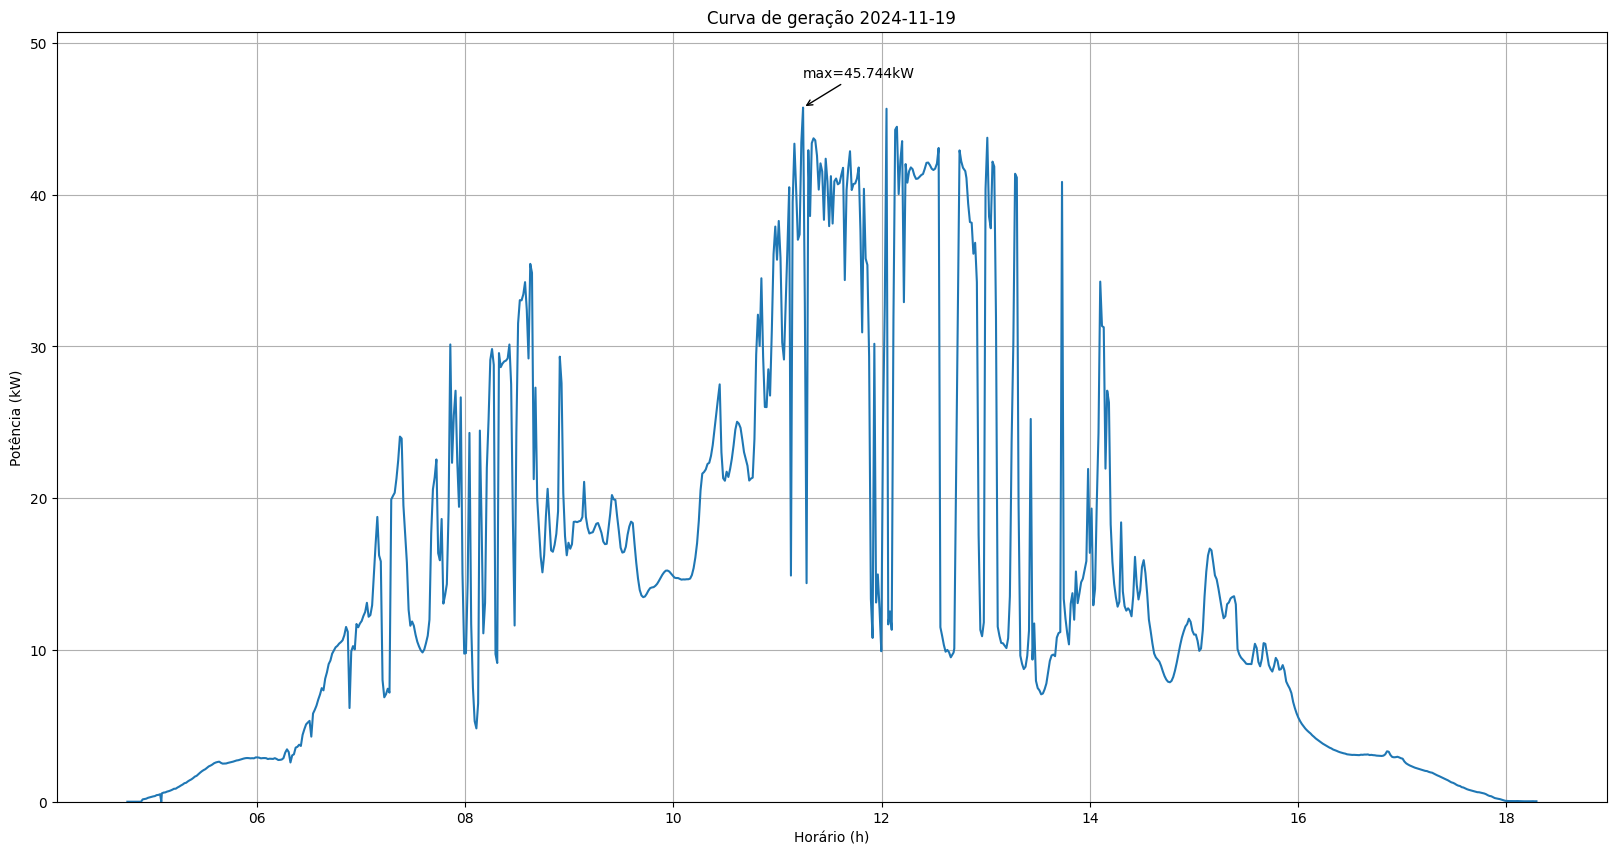 Curva de geração 2024-11-19
50
max=45.744kW
40
30
Potência (kW)
20
10
0
06 08 10 12 14 16 18
Horário (h)